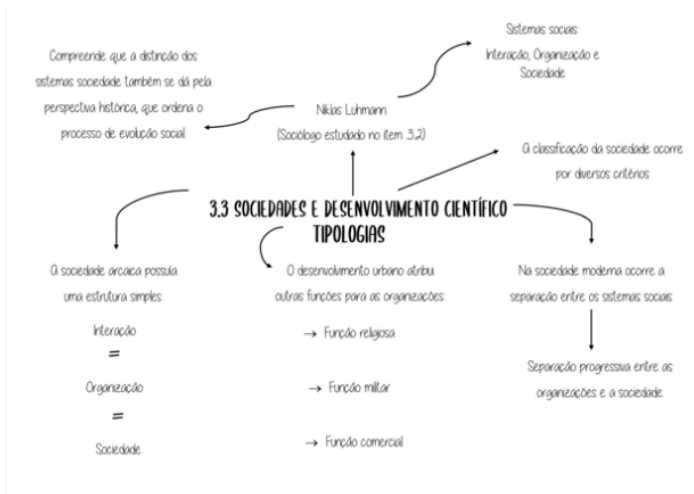 Sistemas sociais
Interação, Organização e
Sociedade
Compreende que a distinção dos
sistemas sociedade também se dá pela
perspectiva histórica, que ordena o
processo de evolução social
Niklas Luhmann
(Sociólogo estudado no item 3.2)
A classificação da sociedade ocorre
por diversos critérios
3.3 SOCIEDADES E DESENVOLVIMENTO CIENTÍFICO
TIPOLOGIAS
A sociedade arcaica possuía
uma estrutura simples:
Interação
=
Organização
=
Sociedade
O desenvolvimento urbano atribui
outras funções para as organizações:
→ Função religiosa
→ Função militar
→ Função comercial
Na sociedade moderna ocorre a
separação entre os sistemas sociais
Separação progressiva entre as
organizações e a sociedade